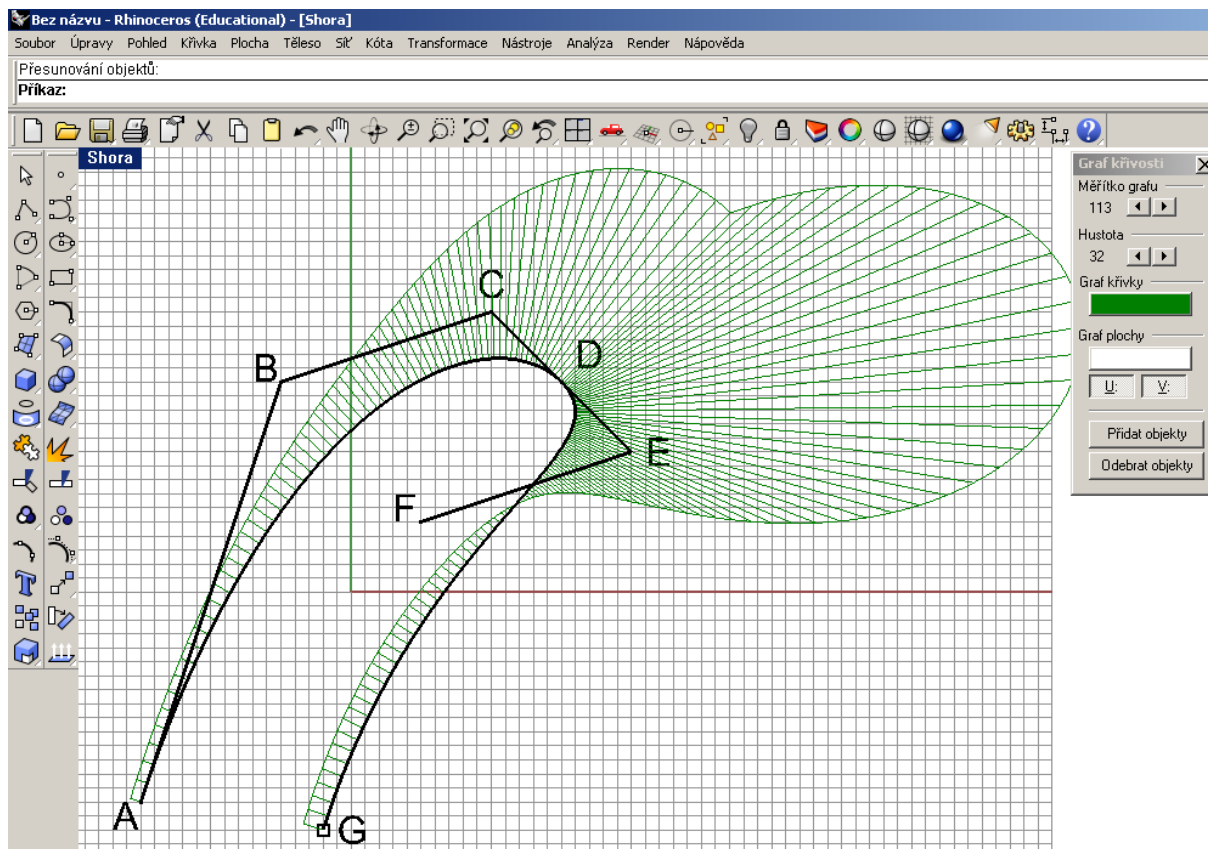 Bez názvu - Rhinoceros (Educational) - [Shora]
Soubor Úpravy Pohled Křivka Plocha Těleso Síť Kóta Transformace Nástroje Analýza Render Nápověda
Přesunování objektů:
Příkaz:
Shora
Graf křivosti
Měřítko grafu
113
Hustota
32
Graf křivky
Graf plochy
U: V:
Přidat objekty
Odebrat objekty
C
D
B
E
F
A
G